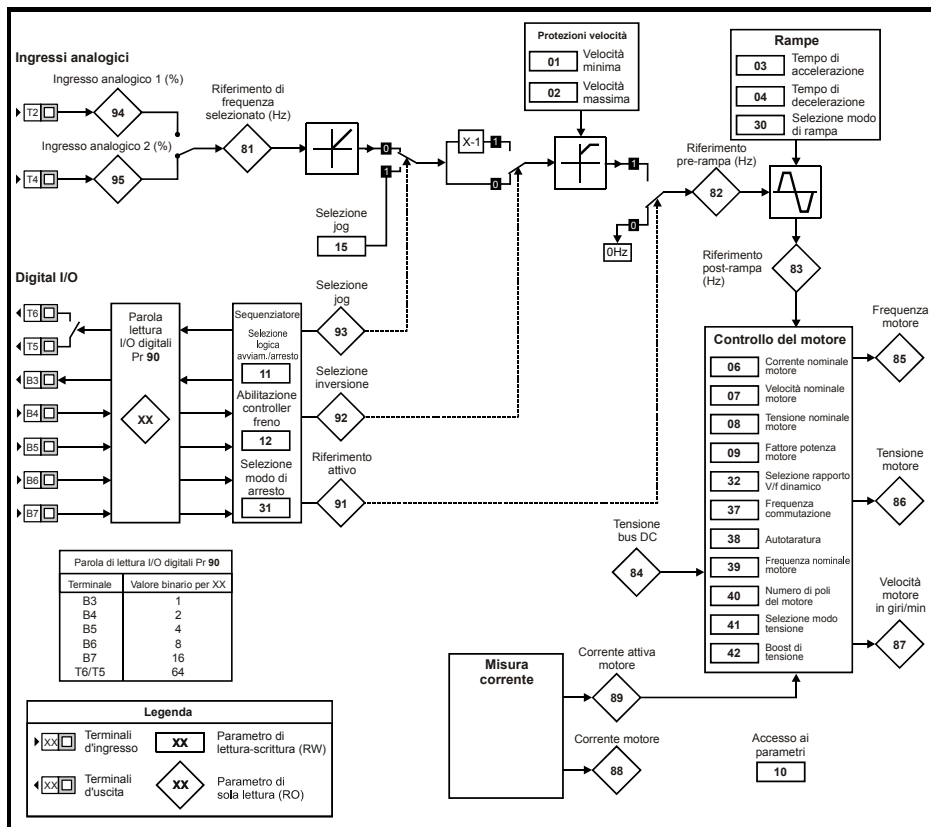 Ingressi analogici
Ingresso analogico 1 (%)
T2
94
Ingresso analogico 2 (%)
T4
95
Riferimento di
frequenza
selezionato (Hz)
81
0
1
Selezione
jog
15
X-1
1
0
Protezioni velocità
01
Velocità
minima
02
Velocità
massima
1
0
0Hz
Riferimento
pre-rampa (Hz)
82
Rampe
03
Tempo di
accelerazione
04
Tempo di
decelerazione
30
Selezione modo
di rampa
Riferimento
post-rampa
(Hz)
83
Digital I/O
T6
T5
B3
B4
B5
B6
B7
Parola
lettura
I/O digitali
Pr 90
XX
Sequenziatore
Selezione
logica
avviam./arresto
11
Abilitazione
controller
freno
12
Selezione
modo di
arresto
31
Selezione
jog
93
Selezione
inversione
92
Riferimento
attivo
91
Tensione
bus DC
84
Controllo del motore
06
Corrente nominale
motore
07
Velocità nominale
motore
08
Tensione nominale
motore
09
Fattore potenza
motore
32
Selezione rapporto
V/f dinamico
37
Frequenza
commutazione
38
Autotaratura
39
Frequenza nominale
motore
40
Numero di poli
del motore
41
Selezione modo
tensione
42
Boost di
tensione
Frequenza
motore
85
Tensione
motore
86
Velocità
motore
in giri/min
87
Parola di lettura I/O digitali Pr 90
Terminale Valore binario per XX
B3 1
B4 2
B5 4
B6 8
B7 16
T6/T5 64
Misura
corrente
Corrente attiva
motore
89
Corrente motore
88
Accesso ai
parametri
10
Legenda
XX
Terminali
d'ingresso
XX
Parametro di
lettura-scrittura (RW)
XX
Terminali
d'uscita
XX
Parametro di
sola lettura (RO)